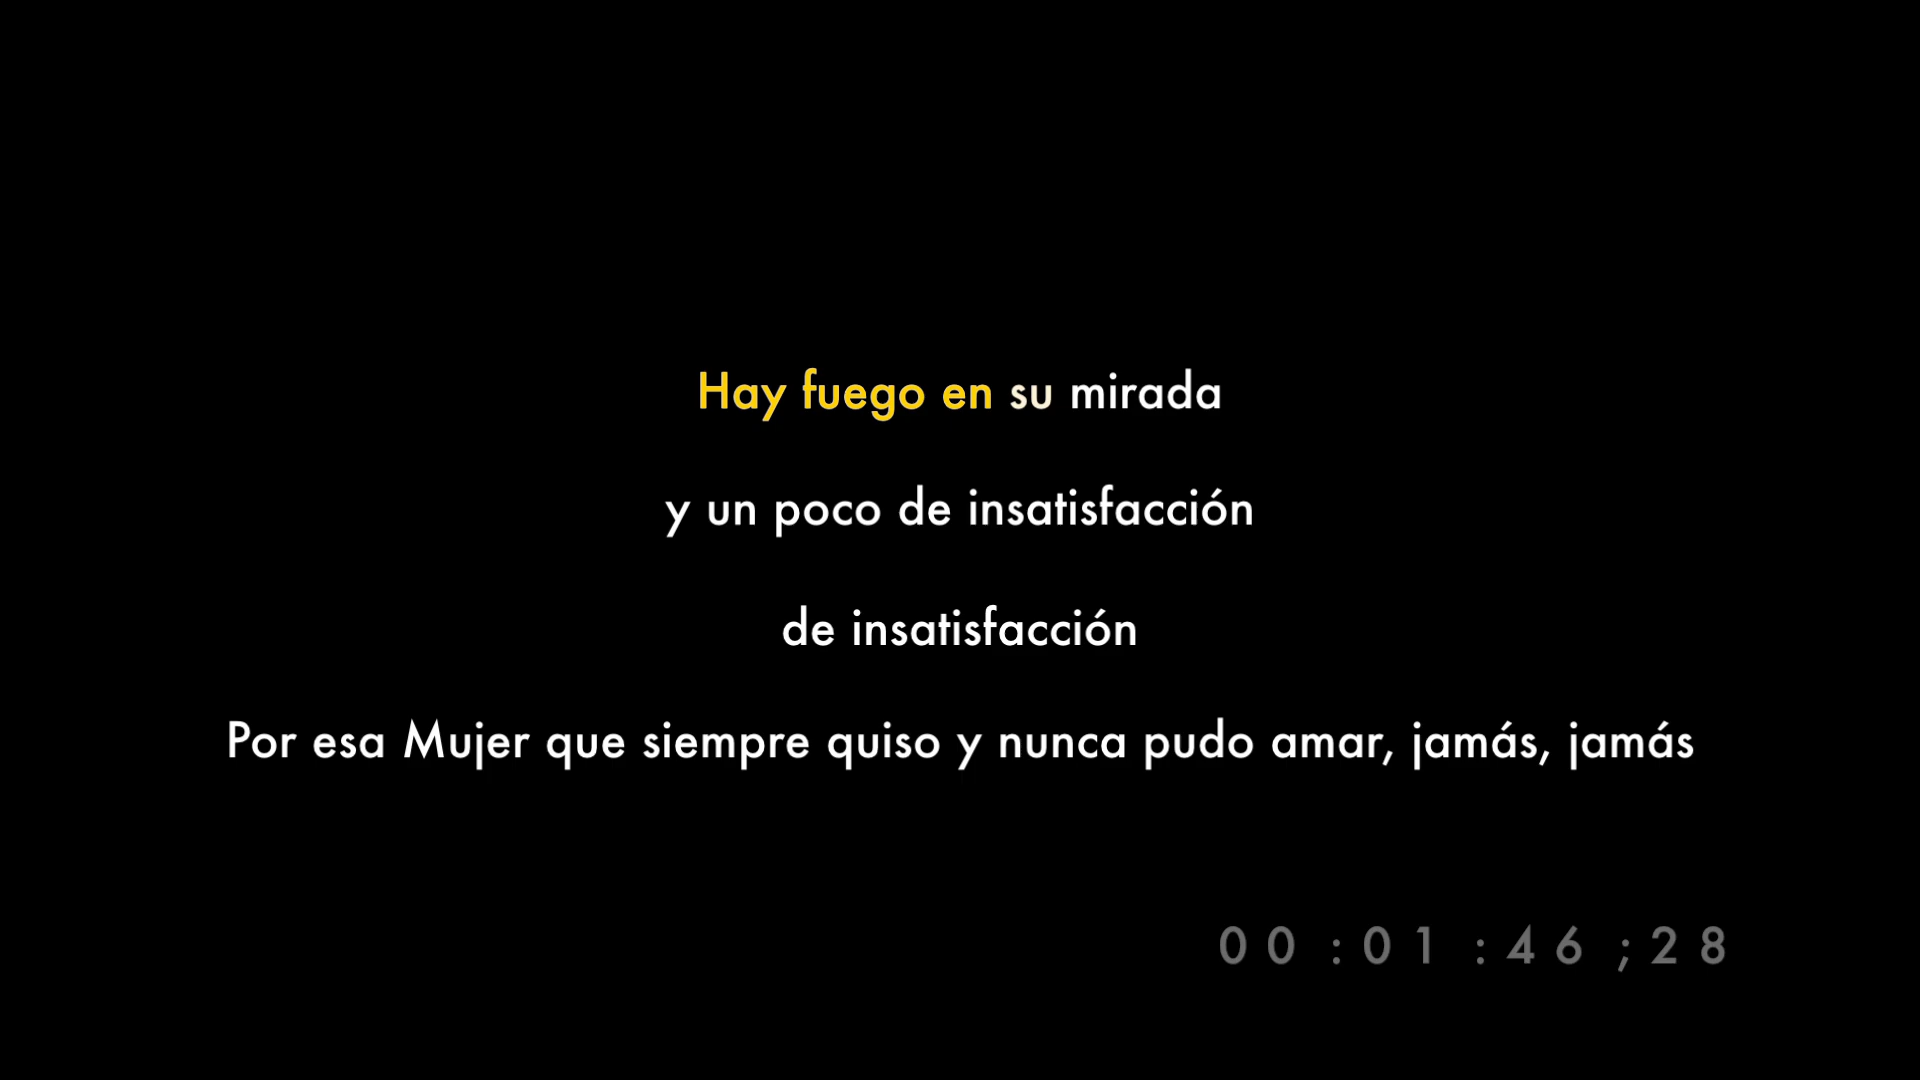 Hay fuego en su mirada
y un poco de insatisfacción
de insatisfacción
Por esa Mujer que siempre quiso y nunca pudo amar, jamás, jamás
00:01:46;28